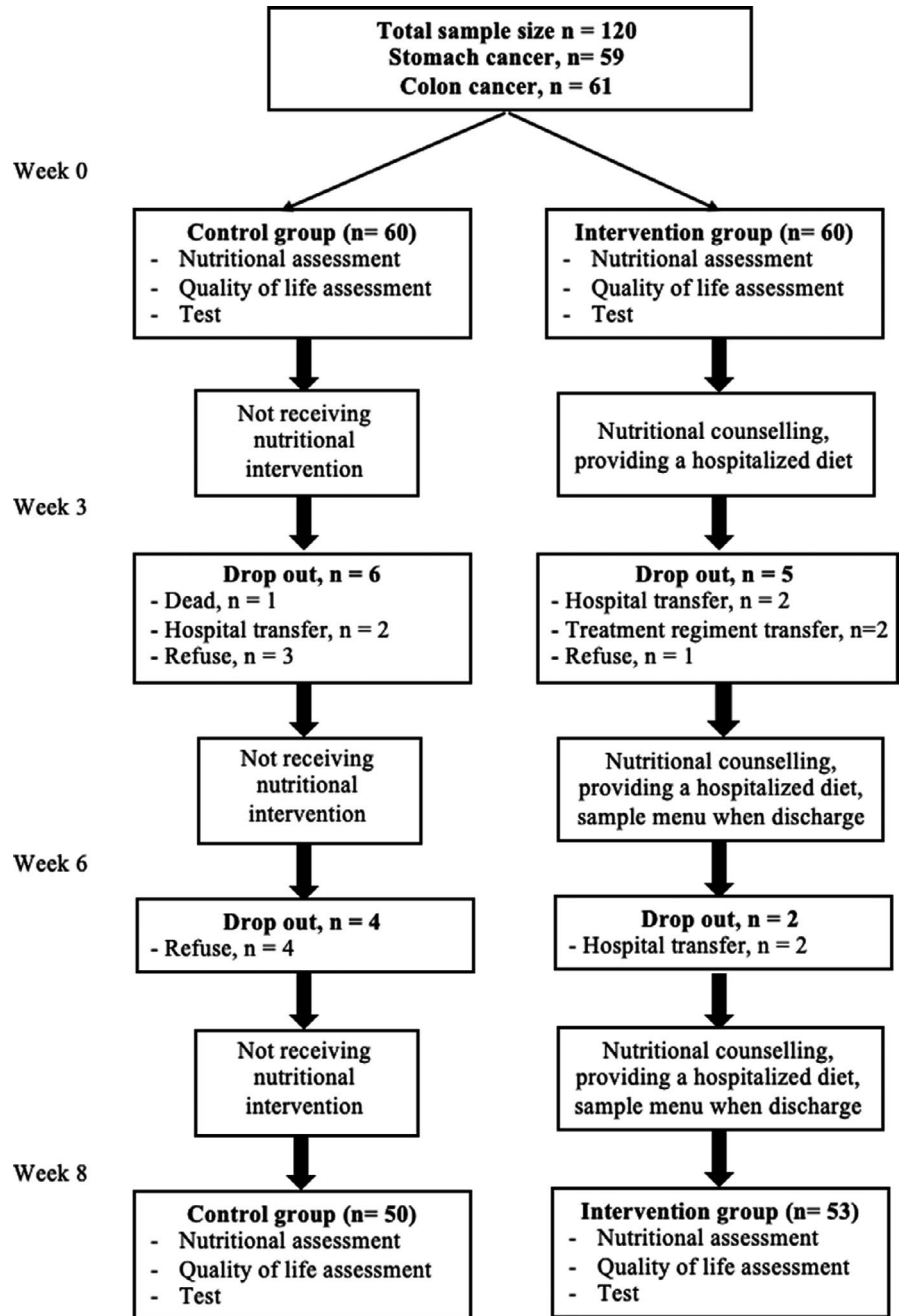 Total sample size n = 120
Stomach cancer, n= 59
Colon cancer, n = 61
Week 0
Control group (n= 60)
- Nutritional assessment
- Quality of life assessment
- Test
Intervention group (n= 60)
- Nutritional assessment
- Quality of life assessment
- Test
Not receiving
nutritional
intervention
Nutritional counselling,
providing a hospitalized diet
Week 3
Drop out, n = 6
- Dead, n = 1
- Hospital transfer, n = 2
- Refuse, n = 3
Drop out, n = 5
- Hospital transfer, n = 2
- Treatment regiment transfer, n=2
- Refuse, n = 1
Not receiving
nutritional
intervention
Nutritional counselling,
providing a hospitalized diet,
sample menu when discharge
Week 6
Drop out, n = 4
- Refuse, n = 4
Drop out, n = 2
- Hospital transfer, n = 2
Not receiving
nutritional
intervention
Nutritional counselling,
providing a hospitalized diet,
sample menu when discharge
Week 8
Control group (n= 50)
- Nutritional assessment
- Quality of life assessment
- Test
Intervention group (n= 53)
- Nutritional assessment
- Quality of life assessment
- Test